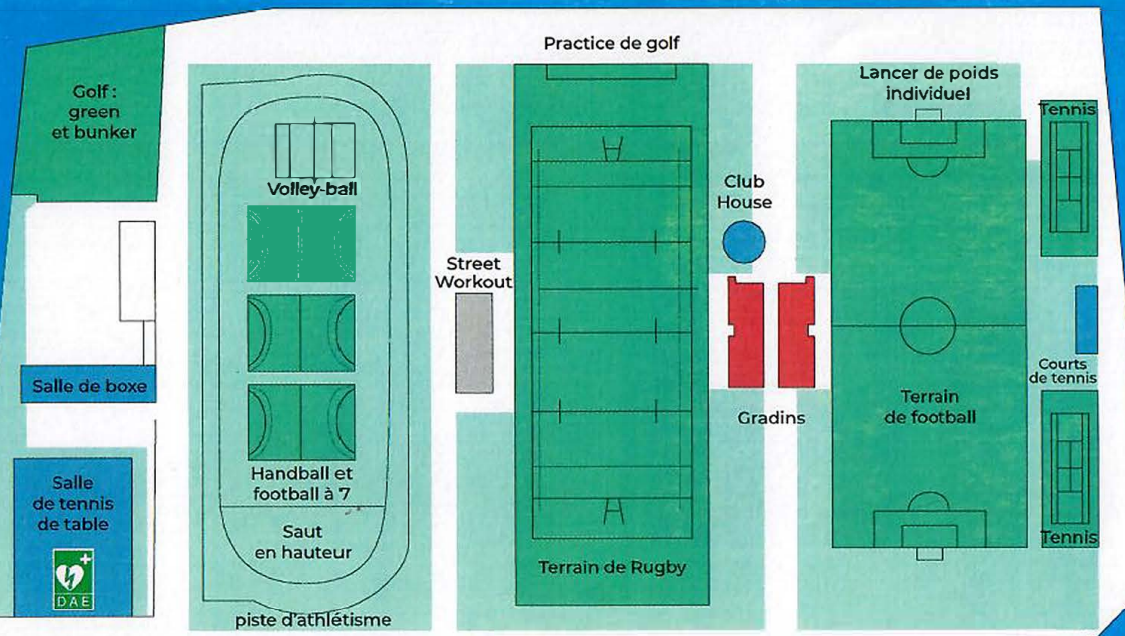 Practice de golf
Golf :
green
et bunker
Lancer de poids
individuel
Tennis
Volley-ball
Club
House
Street
Workout
Salle de boxe
Courts
de tennis
Terrain
de football
Gradins
Handball et
football à 7
Salle
de tennis
de table
Saut
en hauteur
Tennis
Terrain de Rugby
DAE
piste d'athlétisme